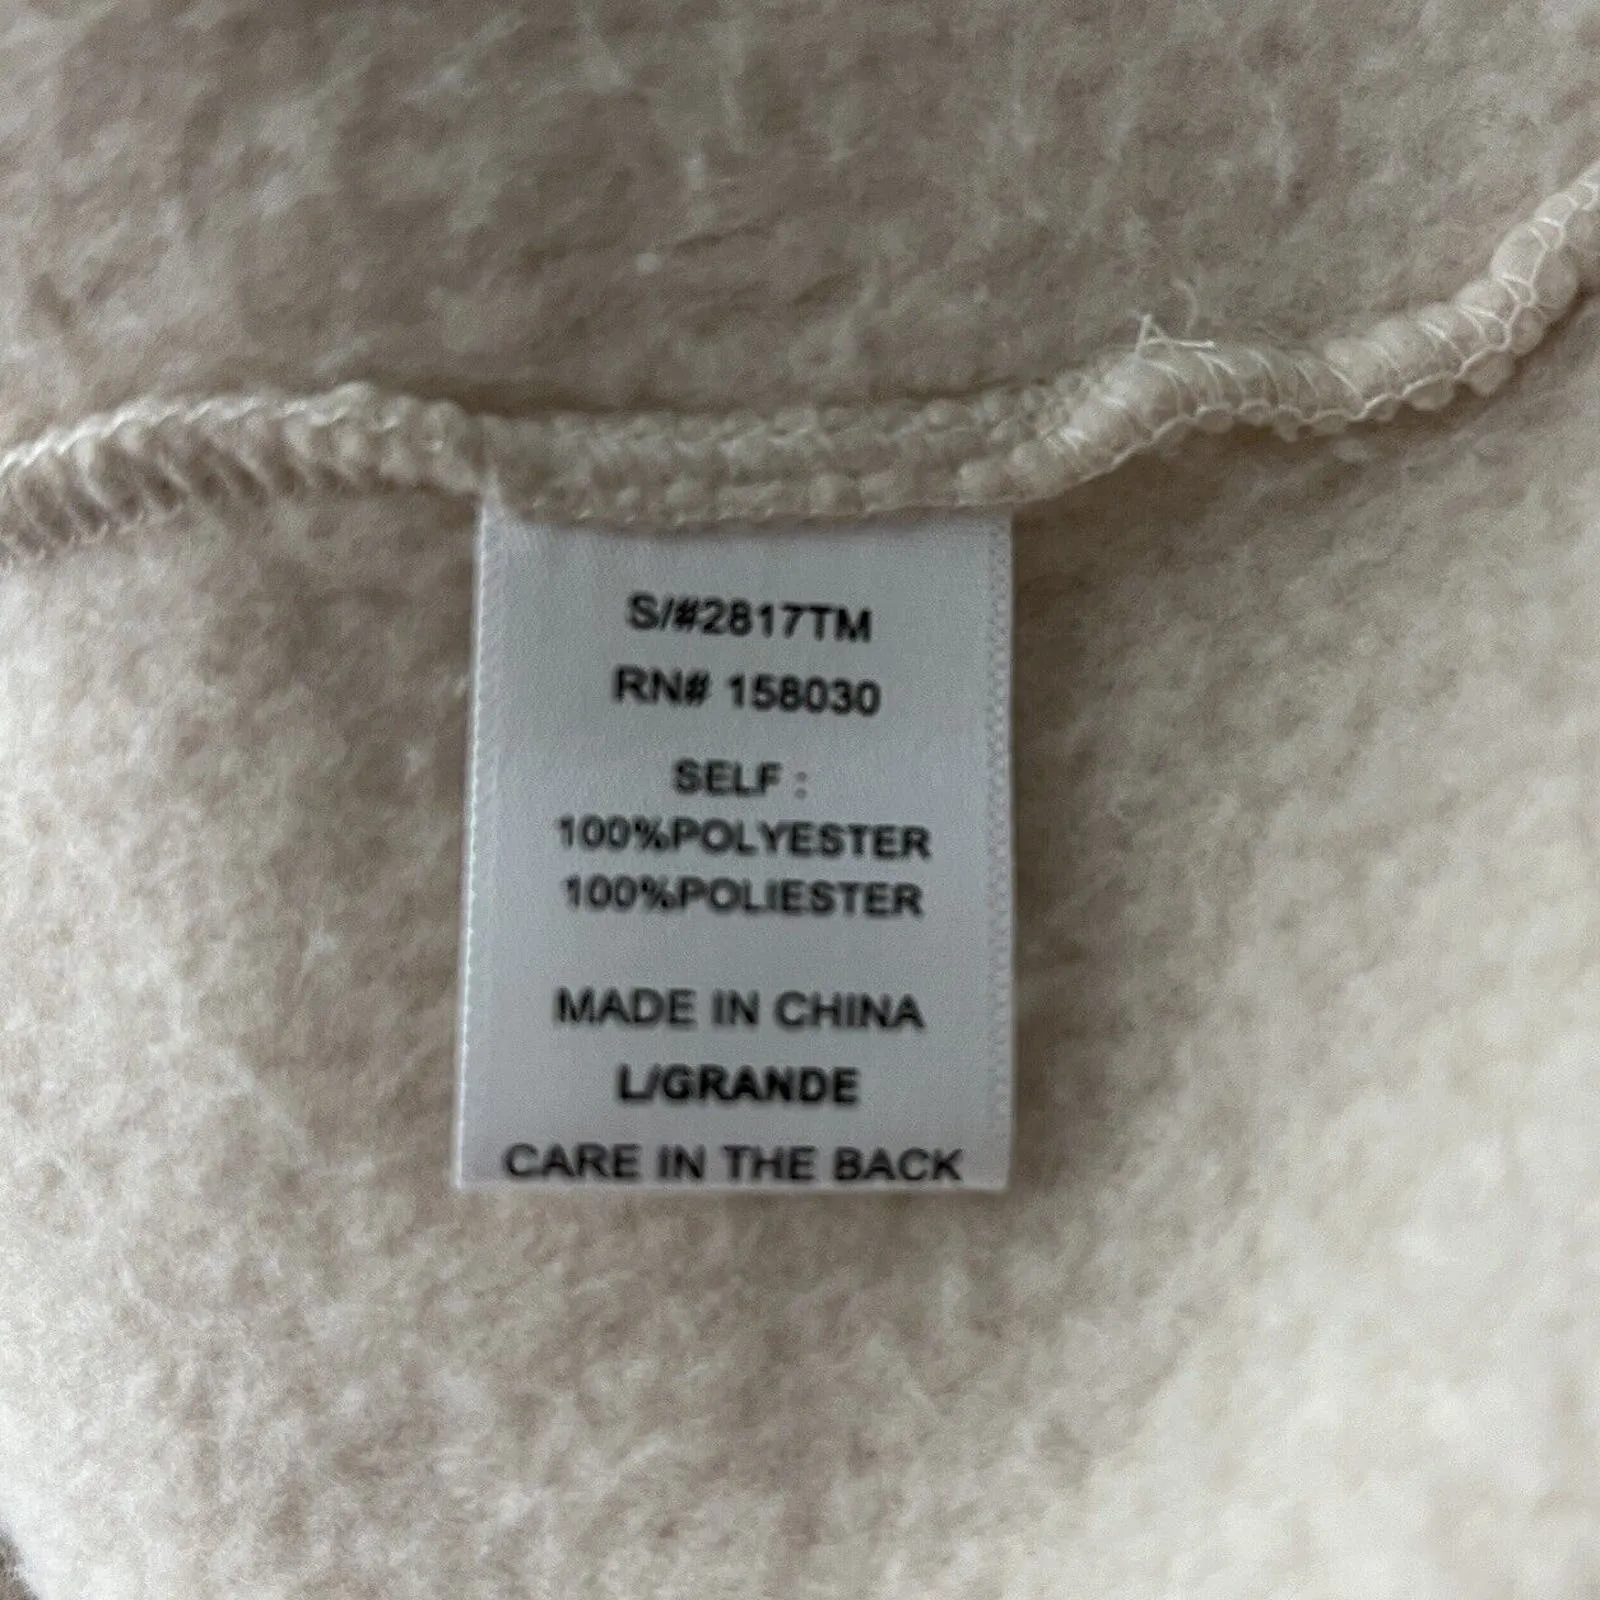 S/#2817TM
RN# 158030
SELF :
100%POLYESTER
100%POLIESTER
MADE IN CHINA
L/GRANDE
CARE IN THE BACK